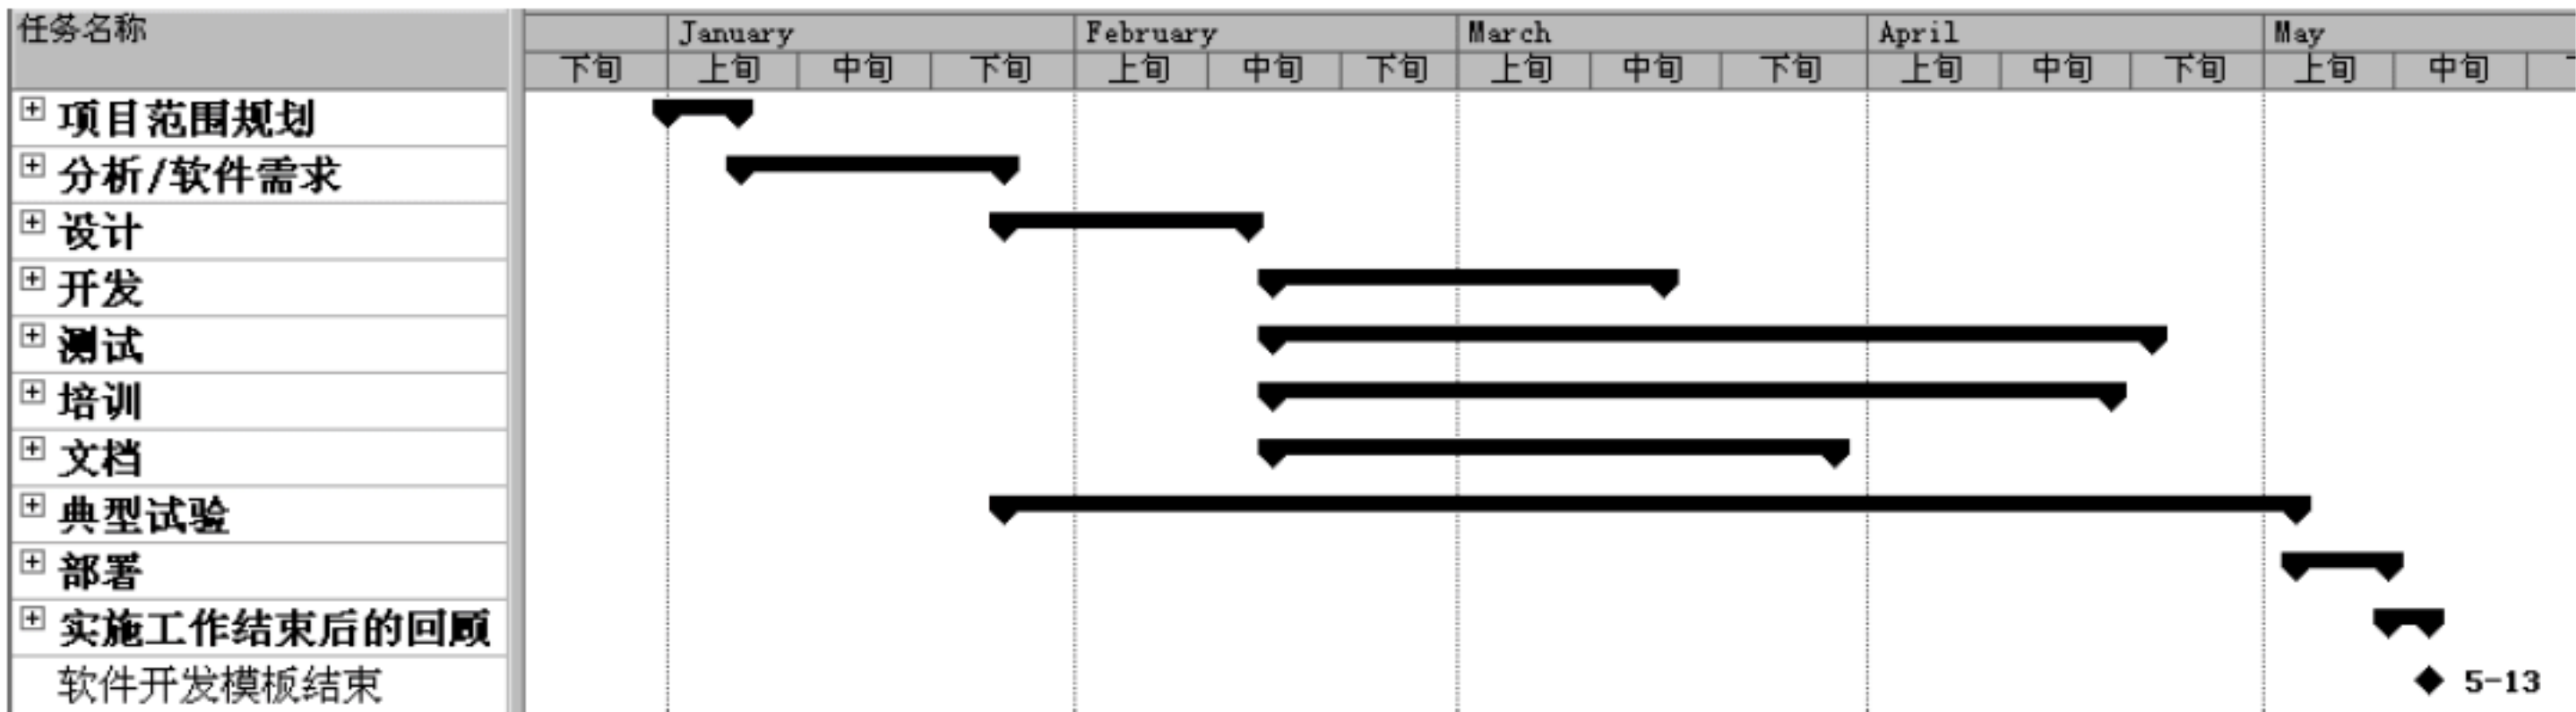 任务名称
January February March April May
下旬 上旬 中旬 下旬 上旬 中旬 下旬 上旬 中旬 下旬 上旬 中旬 下旬 上旬 中旬
项目范围规划
分析/软件需求
设计
开发
测试
培训
文档
典型试验
部署
实施工作结束后的回顾
软件开发模板结束 5-13